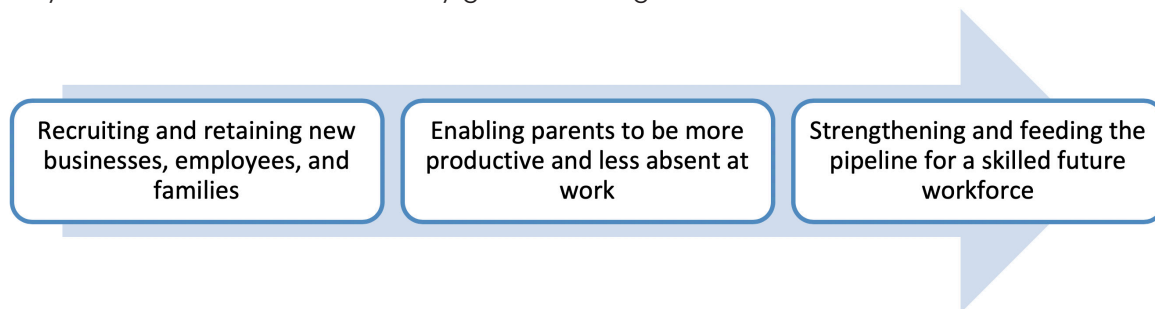 Recruiting and retaining new
businesses, employees, and
families
Enabling parents to be more
productive and less absent at
work
Strengthening and feeding the
pipeline for a skilled future
workforce